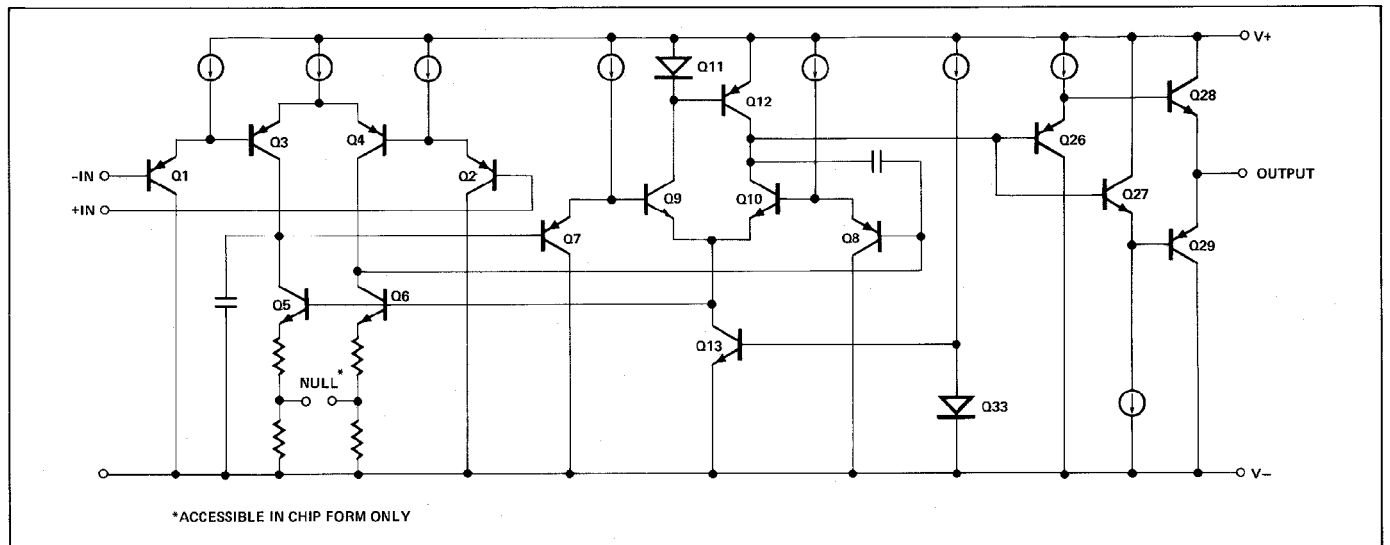 V+
Q11
Q12
Q28
Q3
Q4
Q26
–IN
Q1
Q2
Q9
Q10
Q27
OUTPUT
+IN
Q7
Q8
Q29
Q5
Q6
Q13
NULL*
Q33
V–
*ACCESSIBLE IN CHIP FORM ONLY